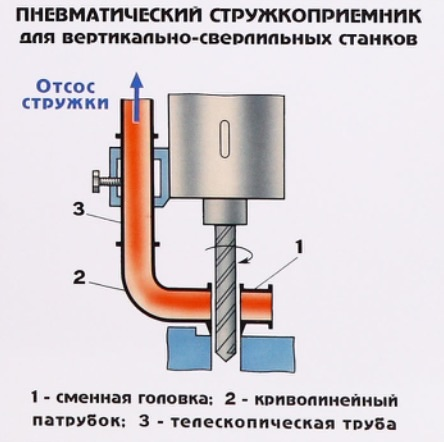 ПНЕВМАТИЧЕСКИЙ СТРУЖКОПРИЕМНИК
для вертикально-сверлильных станков
Отсос
стружки
3
1
2
1 - сменная головка; 2 - криволинейный
патрубок; 3 - телескопическая труба